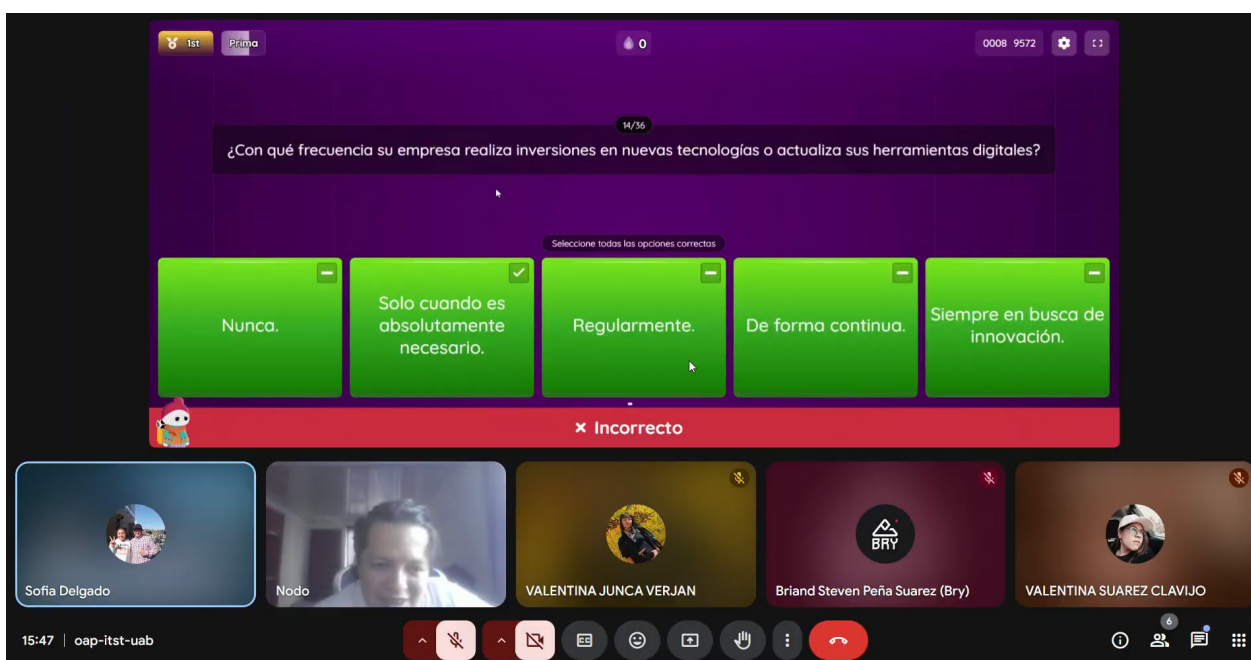 1st
Prima
0
0008 9572
14/36
¿Con qué frecuencia su empresa realiza inversiones en nuevas tecnologías o actualiza sus herramientas digitales?
Seleccione todas las opciones correctas
Nunca.
Solo cuando es
absolutamente
necesario.
Regularmente.
De forma continua.
Siempre en busca de
innovación.
× Incorrecto
BRY
Sofia Delgado
Nodo
VALENTINA JUNCA VERJAN
Briand Steven Peña Suarez (Bry)
VALENTINA SUAREZ CLAVIJO
15:47 | oap-itst-uab
CC
6